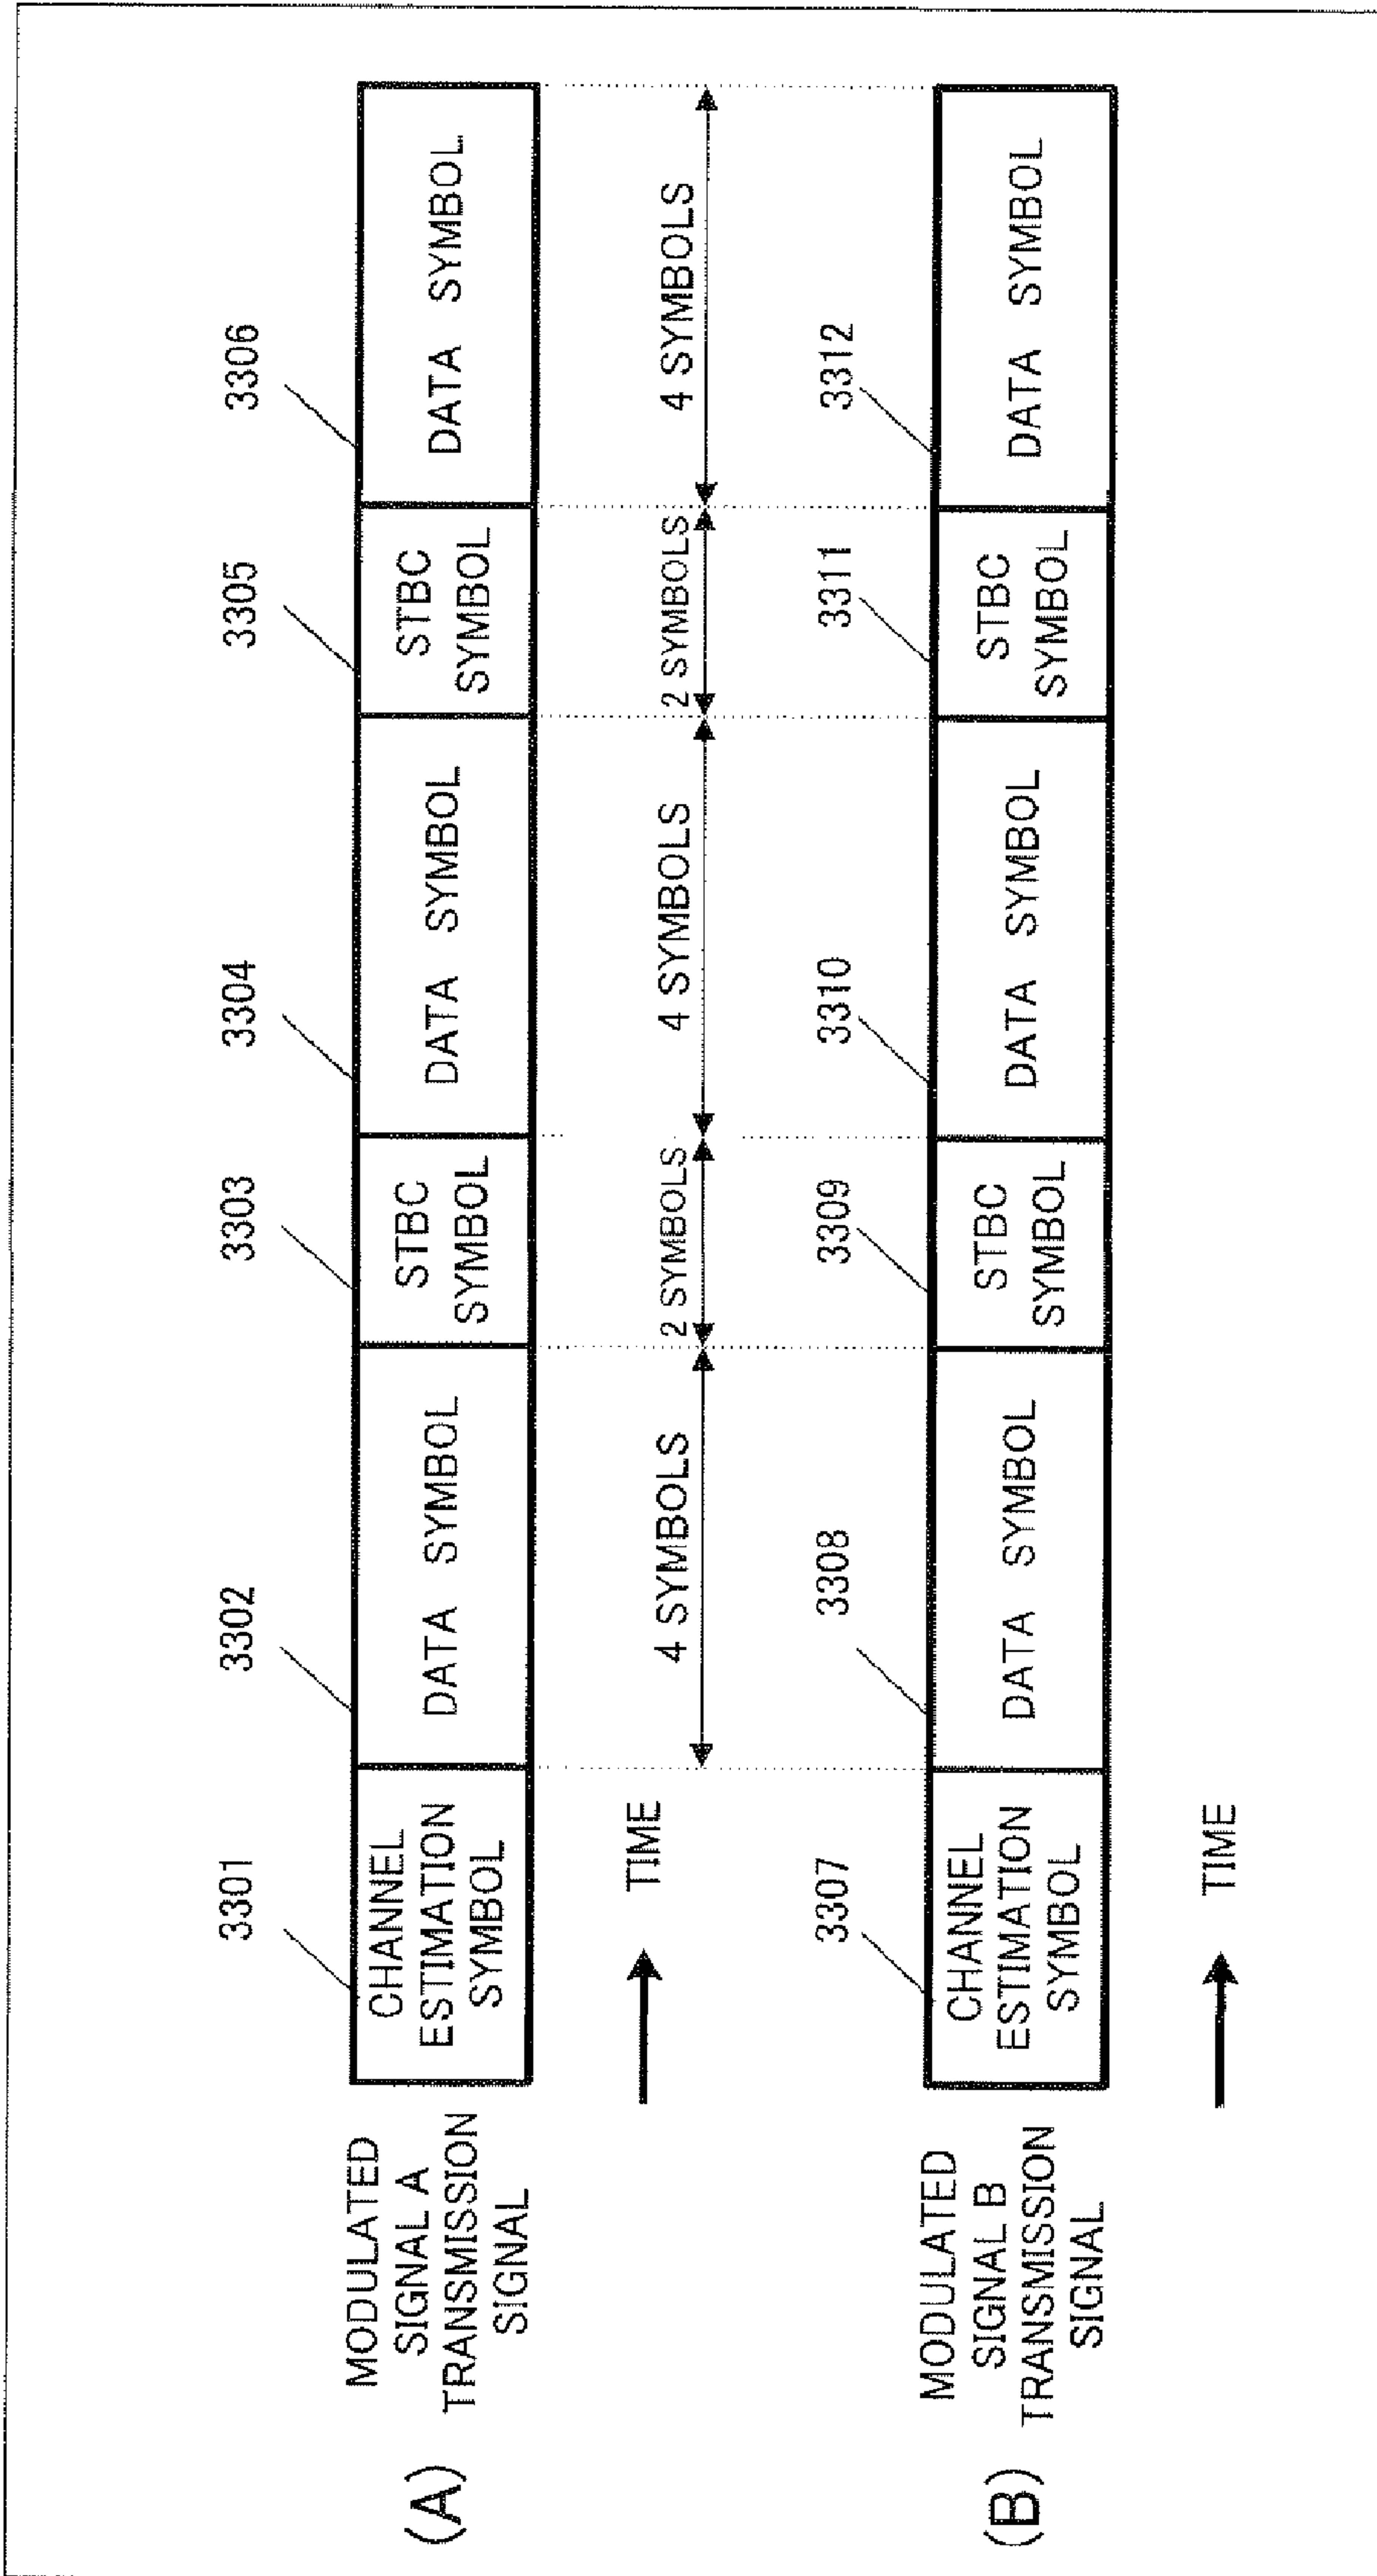 (A)
MODULATED
SIGNAL A
TRANSMISSION
SIGNAL
3301
3302
3303
3304
3305
3306
CHANNEL
ESTIMATION
SYMBOL
DATA SYMBOL
STBC
SYMBOL
DATA SYMBOL
STBC
SYMBOL
DATA SYMBOL
TIME
4 SYMBOLS
2 SYMBOLS
4 SYMBOLS
2 SYMBOLS
4 SYMBOLS
(B)
MODULATED
SIGNAL B
TRANSMISSION
SIGNAL
3307
3308
3309
3310
3311
3312
CHANNEL
ESTIMATION
SYMBOL
DATA SYMBOL
STBC
SYMBOL
DATA SYMBOL
STBC
SYMBOL
DATA SYMBOL
TIME